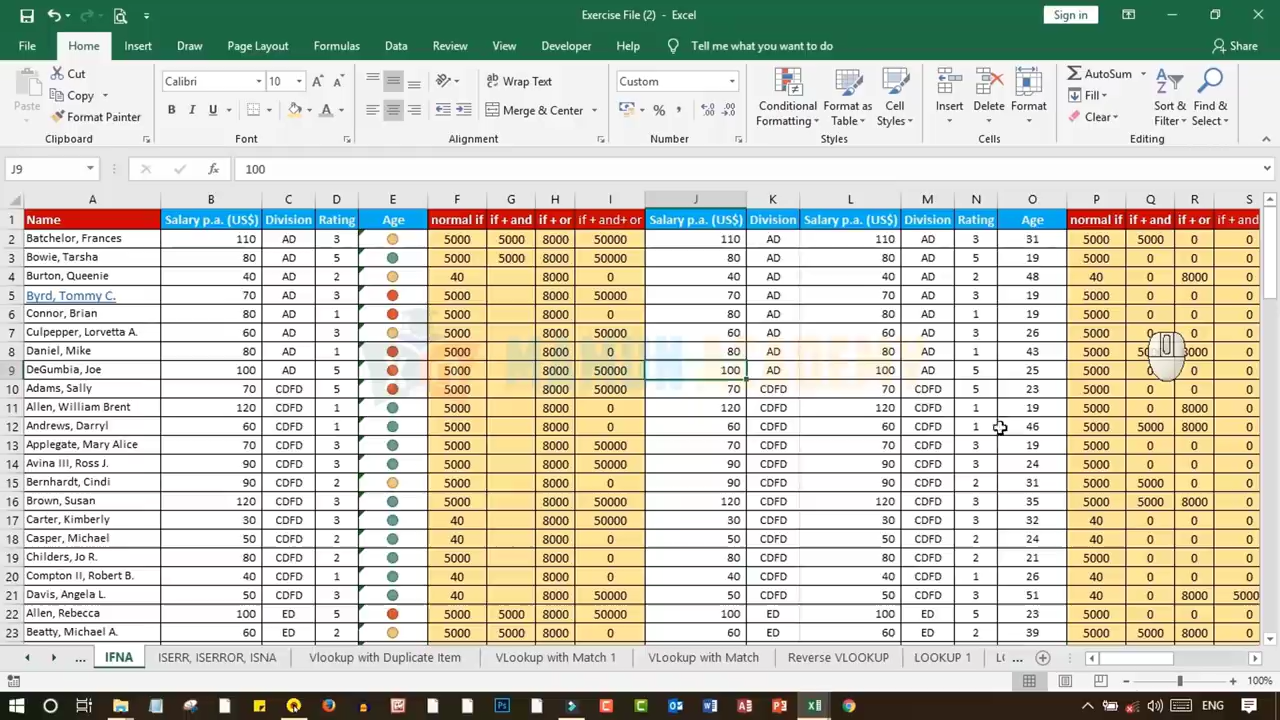 Exercise File (2) - Excel
Sign in
File Home Insert Draw Page Layout Formulas Data Review View Developer Help Tell me what you want to do Share
Paste
Cut
Copy
Format Painter
Clipboard
Calibri 10
B I U
Font
Wrap Text
Merge & Center
Alignment
Custom
Number
Conditional Formatting
Format as Table
Cell Styles
Styles
Insert Delete Format
Cells
AutoSum
Fill
Clear
Sort & Filter
Find & Select
Editing
J9 fx 100
A B C D E F G H I J K L M N O P Q R S
1 Name Salary p.a. (US$) Division Rating Age normal if if + and if + or if + and+ or Salary p.a. (US$) Division Salary p.a. (US$) Division Rating Age normal if if + and if + or if + and
2 Batchelor, Frances 110 AD 3 5000 5000 8000 50000 110 AD 110 AD 3 31 5000 5000 0 0
3 Bowie, Tarsha 80 AD 5 5000 5000 8000 50000 80 AD 80 AD 5 19 5000 0 0 0
4 Burton, Queenie 40 AD 2 40 8000 0 40 AD 40 AD 2 48 40 0 8000 0
5 Byrd, Tommy C. 70 AD 3 5000 8000 50000 70 AD 70 AD 3 19 5000 0 0 0
6 Connor, Brian 80 AD 1 5000 8000 0 80 AD 80 AD 1 19 5000 0 0 0
7 Culpepper, Lorvetta A. 60 AD 3 5000 8000 50000 60 AD 60 AD 3 26 5000 0 0 0
8 Daniel, Mike 80 AD 1 5000 8000 0 80 AD 80 AD 1 43 5000 8000 0
9 DeGumbia, Joe 100 AD 5 5000 8000 50000 100 AD 100 AD 5 25 5000 0 0 0
10 Adams, Sally 70 CDFD 5 5000 8000 50000 70 CDFD 70 CDFD 5 23 5000 0 0 0
11 Allen, William Brent 120 CDFD 1 5000 8000 0 120 CDFD 120 CDFD 1 19 5000 0 8000 0
12 Andrews, Darryl 60 CDFD 1 5000 8000 0 60 CDFD 60 CDFD 1 46 5000 5000 8000 0
13 Applegate, Mary Alice 70 CDFD 3 5000 8000 50000 70 CDFD 70 CDFD 3 19 5000 0 0 0
14 Avina III, Ross J. 90 CDFD 3 5000 8000 50000 90 CDFD 90 CDFD 3 24 5000 0 0 0
15 Bernhardt, Cindi 90 CDFD 2 5000 8000 0 90 CDFD 90 CDFD 2 31 5000 5000 0 0
16 Brown, Susan 120 CDFD 3 5000 8000 50000 120 CDFD 120 CDFD 3 35 5000 5000 8000 0
17 Carter, Kimberly 30 CDFD 3 40 8000 50000 30 CDFD 30 CDFD 3 32 40 0 0 0
18 Casper, Michael 50 CDFD 2 40 8000 0 50 CDFD 50 CDFD 2 24 40 0 0 0
19 Childers, Jo R. 80 CDFD 2 5000 8000 0 80 CDFD 80 CDFD 2 21 5000 0 0 0
20 Compton II, Robert B. 40 CDFD 1 40 8000 0 40 CDFD 40 CDFD 1 26 40 0 0 0
21 Davis, Angela L. 50 CDFD 3 40 8000 50000 50 CDFD 50 CDFD 3 51 40 0 8000 5000
22 Allen, Rebecca 100 ED 5 5000 5000 8000 50000 100 ED 100 ED 5 23 5000 0 0 0
23 Beatty, Michael A. 60 ED 2 5000 5000 8000 0 60 ED 60 ED 2 39 5000 5000 8000 0
... IFNA ISERR, ISERROR, ISNA Vlookup with Duplicate Item VLookup with Match 1 VLookup with Match Reverse VLOOKUP LOOKUP 1 ...
100%
ENG